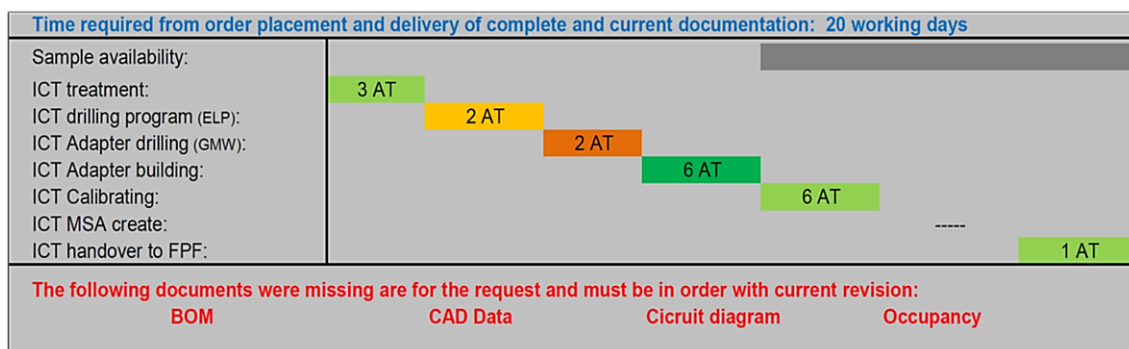 Time required from order placement and delivery of complete and current documentation: 20 working days
Sample availability:
ICT treatment: 3 AT
ICT drilling program (ELP): 2 AT
ICT Adapter drilling (GMW): 2 AT
ICT Adapter building: 6 AT
ICT Calibrating: 6 AT
ICT MSA create: -----
ICT handover to FPF: 1 AT
The following documents were missing are for the request and must be in order with current revision:
BOM CAD Data Cicruit diagram Occupancy